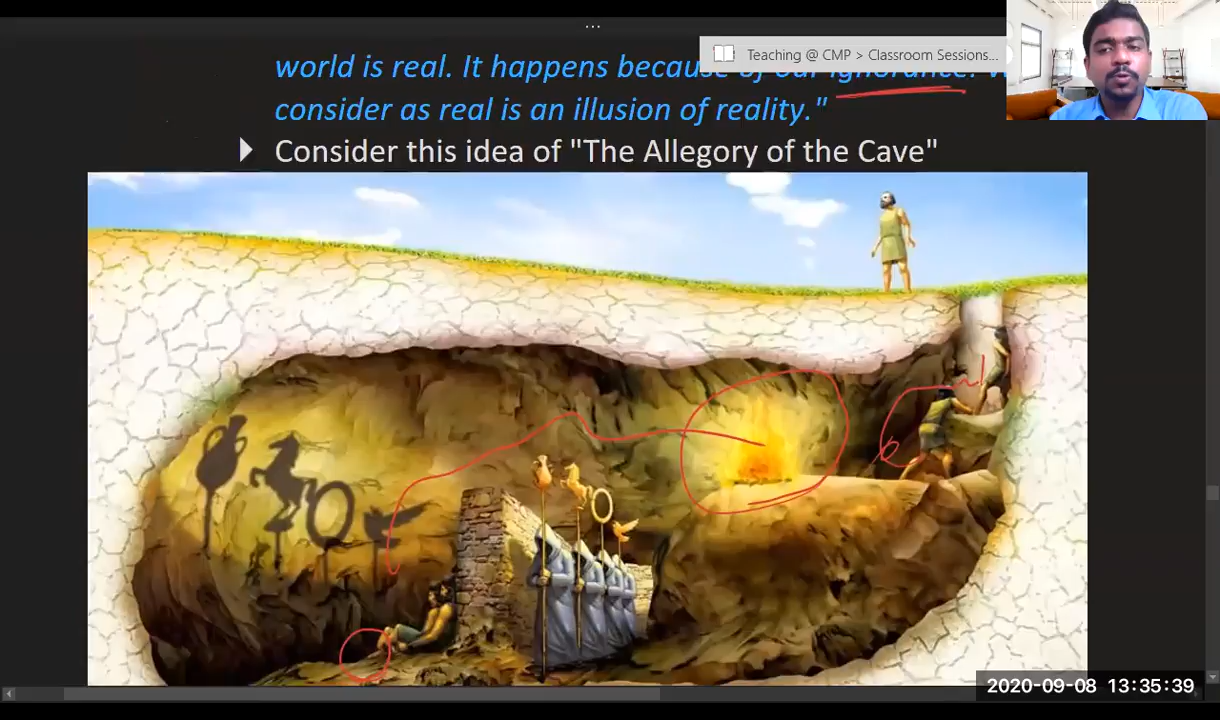 ...
Teaching @ CMP > Classroom Sessions...
world is real. It happens because of our ignorance.
consider as real is an illusion of reality."
Consider this idea of "The Allegory of the Cave"
2020-09-08 13:35:39